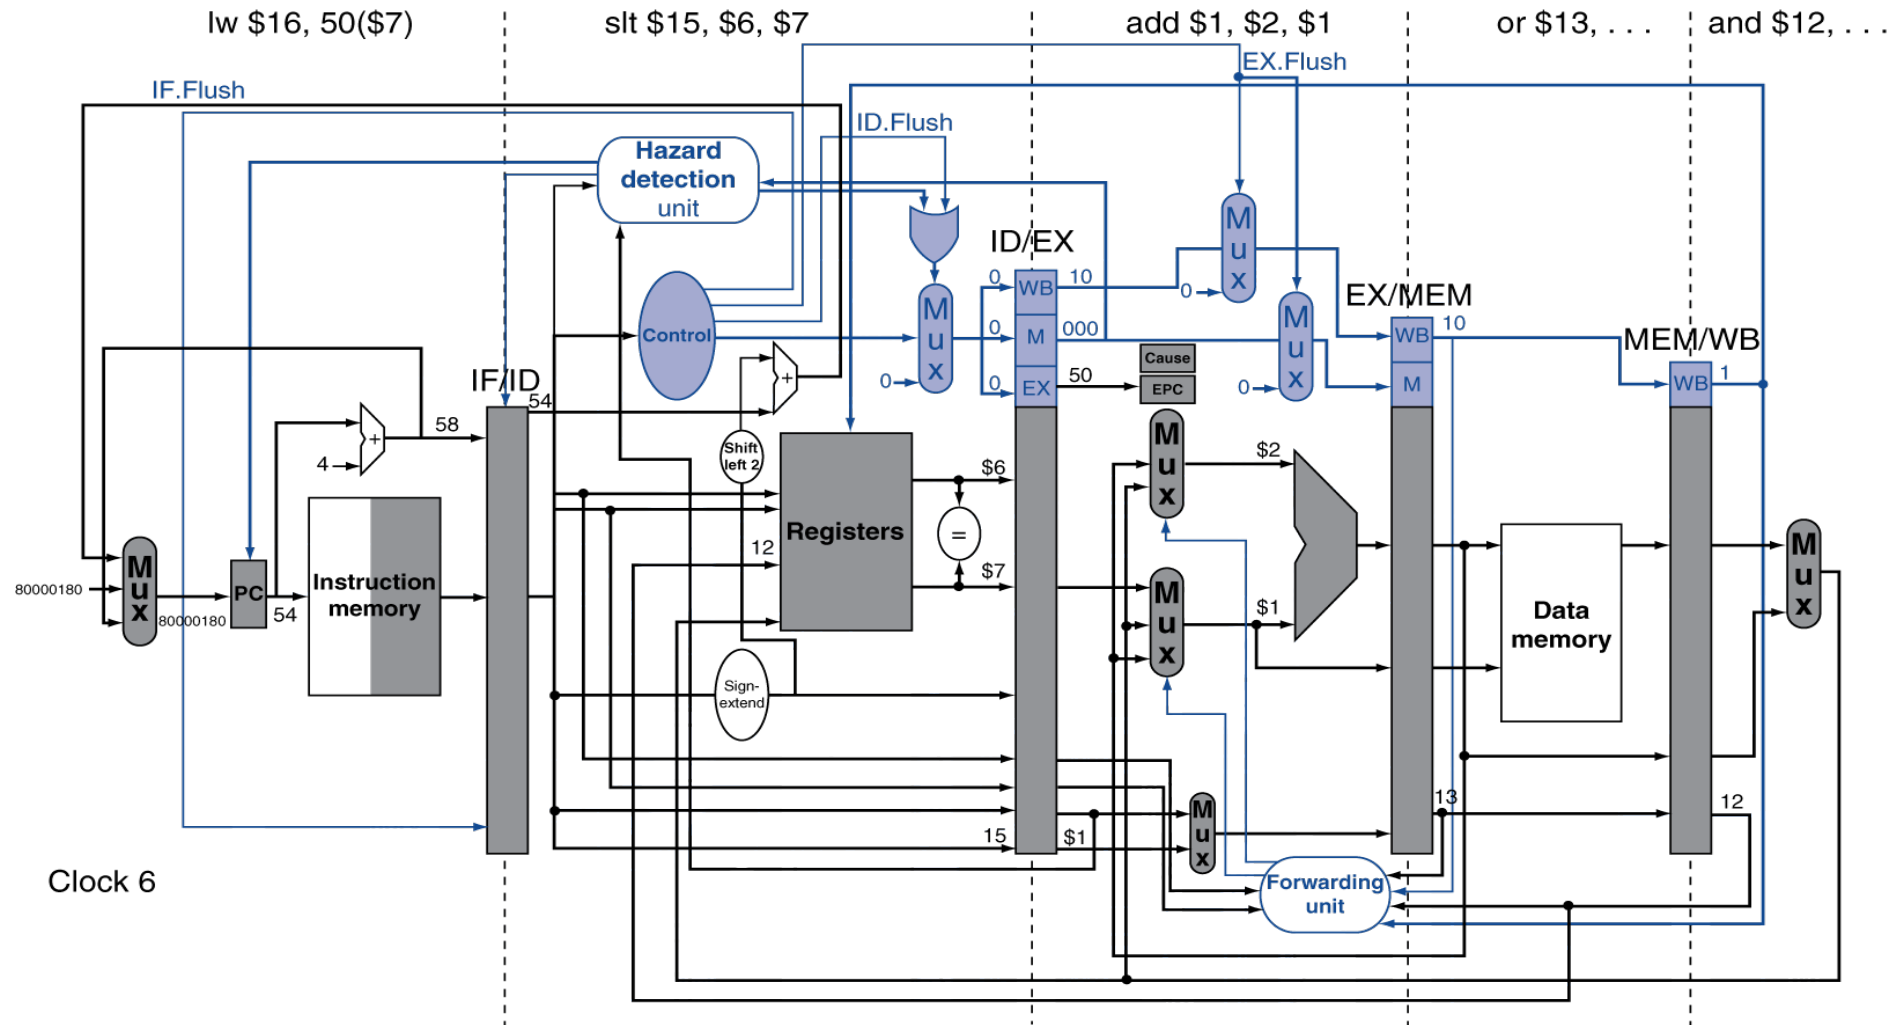 lw $16, 50($7)
slt $15, $6, $7
add $1, $2, $1
or $13, . . .
and $12, . . .
EX.Flush
IF.Flush
ID.Flush
Hazard
detection
unit
M
u
x
0
ID/EX
0
WB
10
0
M
000
0
EX
50
Control
M
u
x
0
M
u
x
0
Cause
EPC
EX/MEM
WB
10
M
MEM/WB
WB
1
IF/ID
54
58
4
+
+
Shift
left 2
M
u
x
$2
$6
=
Registers
12
$7
M
u
x
80000180
80000180
PC
54
Instruction
memory
M
u
x
$1
Data
memory
M
u
x
Sign-
extend
13
12
15
$1
M
u
x
Forwarding
unit
Clock 6